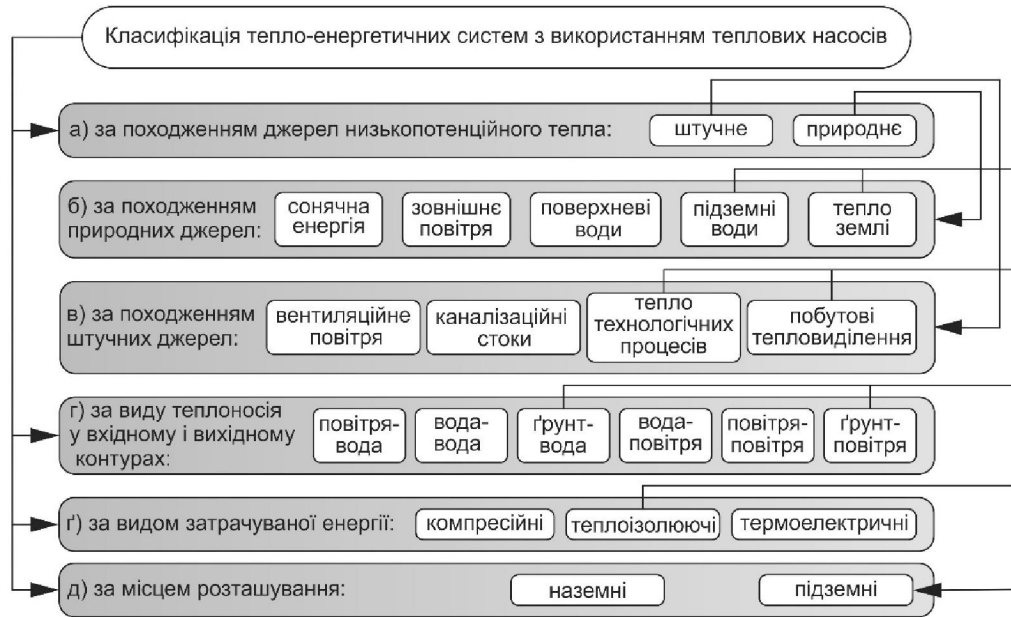 Класифікація тепло-енергетичних систем з використанням теплових насосів
а) за походженням джерел низькопотенційного тепла:
штучне
природнє
б) за походженням
природних джерел:
сонячна
енергія
зовнішнє
повітря
поверхневі
води
підземні
води
тепло
землі
в) за походженням
штучних джерел:
вентиляційне
повітря
каналізаційні
стоки
тепло
технологічних
процесів
побутові
тепловиділення
г) за виду теплоносія
у вхідному і вихідному
контурах:
повітря-
вода
вода-
вода
ґрунт-
вода
вода-
повітря
повітря-
повітря
ґрунт-
повітря
ґ) за видом затрачуваної енергії:
компресійні
теплоізолюючі
термоелектричні
д) за місцем розташування:
наземні
підземні